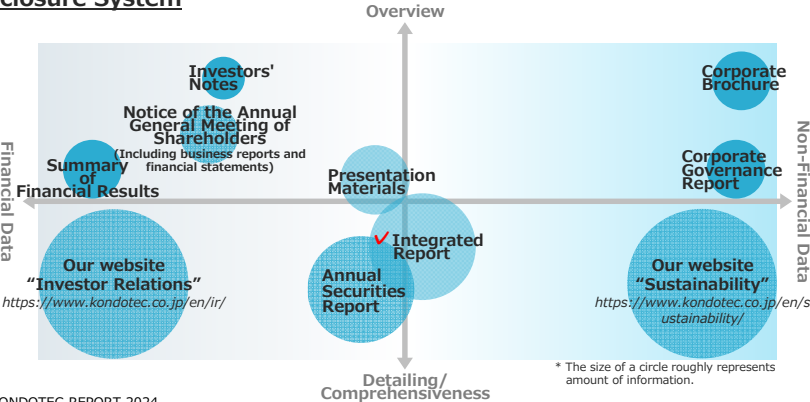 closure System
Overview
Investors'
Notes
Corporate
Brochure
Notice of the Annual
General Meeting of
Shareholders
(Including business reports and
financial statements)
Summary
of
Financial Results
Presentation
Materials
Corporate
Governance
Report
Financial Data
Non-Financial Data
✓ Integrated
Report
Our website
“Investor Relations”
https://www.kondotec.co.jp/en/ir/
Annual
Securities
Report
Our website
“Sustainability”
https://www.kondotec.co.jp/en/s
ustainability/
* The size of a circle roughly represents
amount of information.
Detailing/
Comprehensiveness
ONDOTEC REPORT 2024